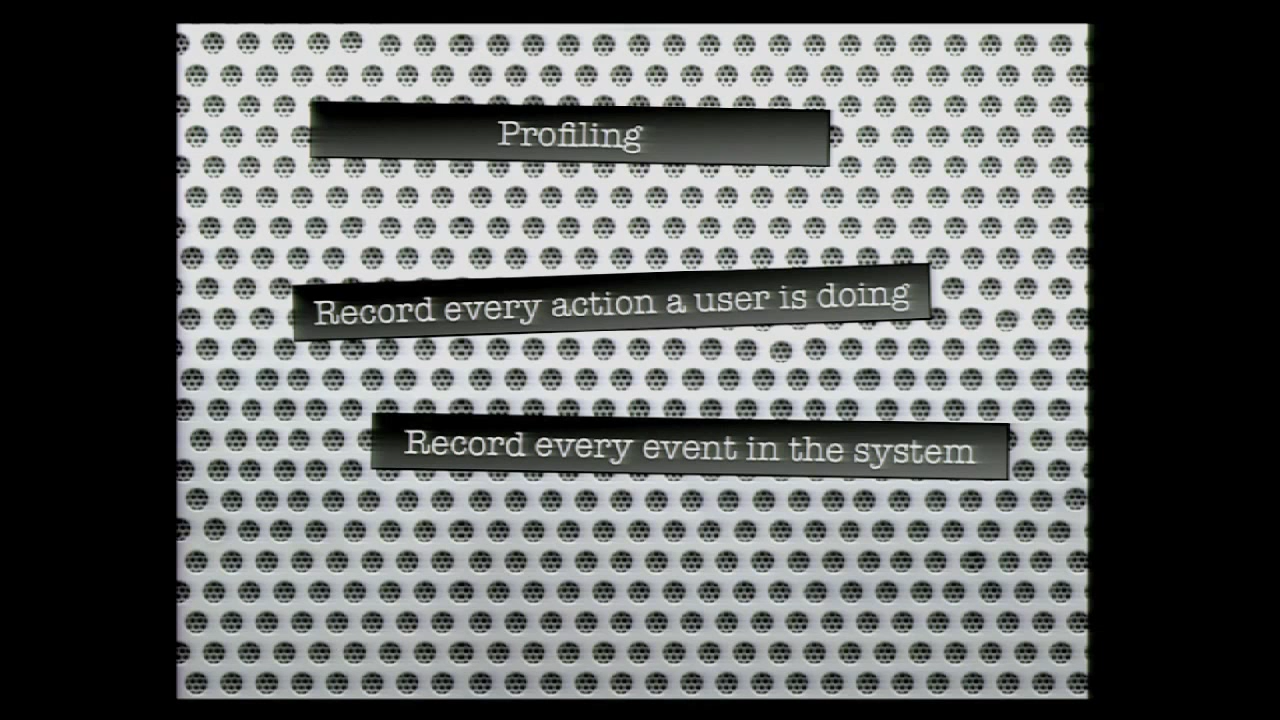 Profiling
Record every action a user is doing
Record every event in the system